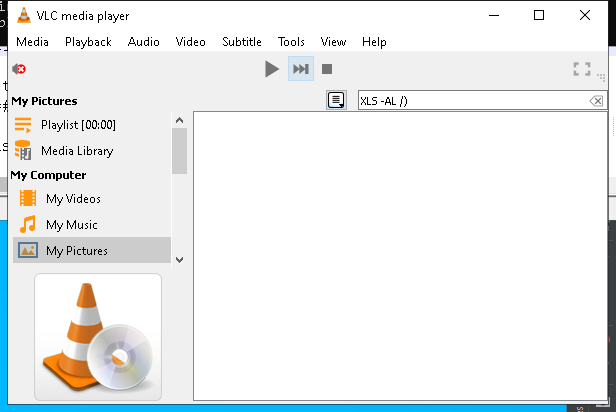 VLC media player
Media Playback Audio Video Subtitle Tools View Help
My Pictures
XLS -AL /)
Playlist [00:00]
Media Library
My Computer
My Videos
My Music
My Pictures